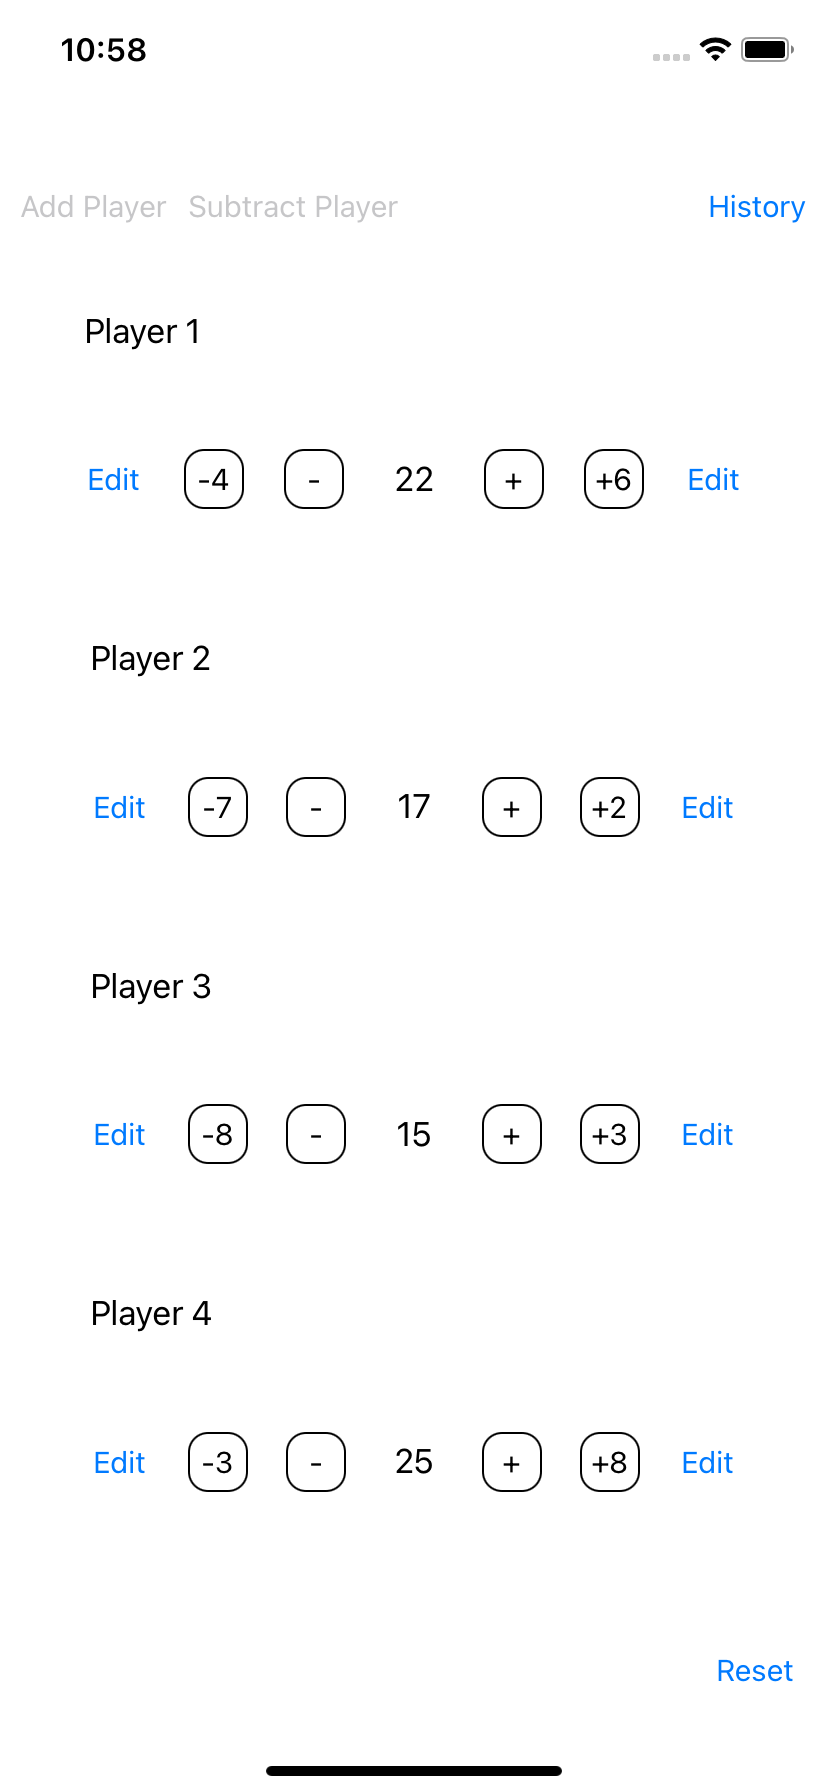 10:58
Add Player Subtract Player History
Player 1
Edit -4 - 22 + +6 Edit
Player 2
Edit -7 - 17 + +2 Edit
Player 3
Edit -8 - 15 + +3 Edit
Player 4
Edit -3 - 25 + +8 Edit
Reset